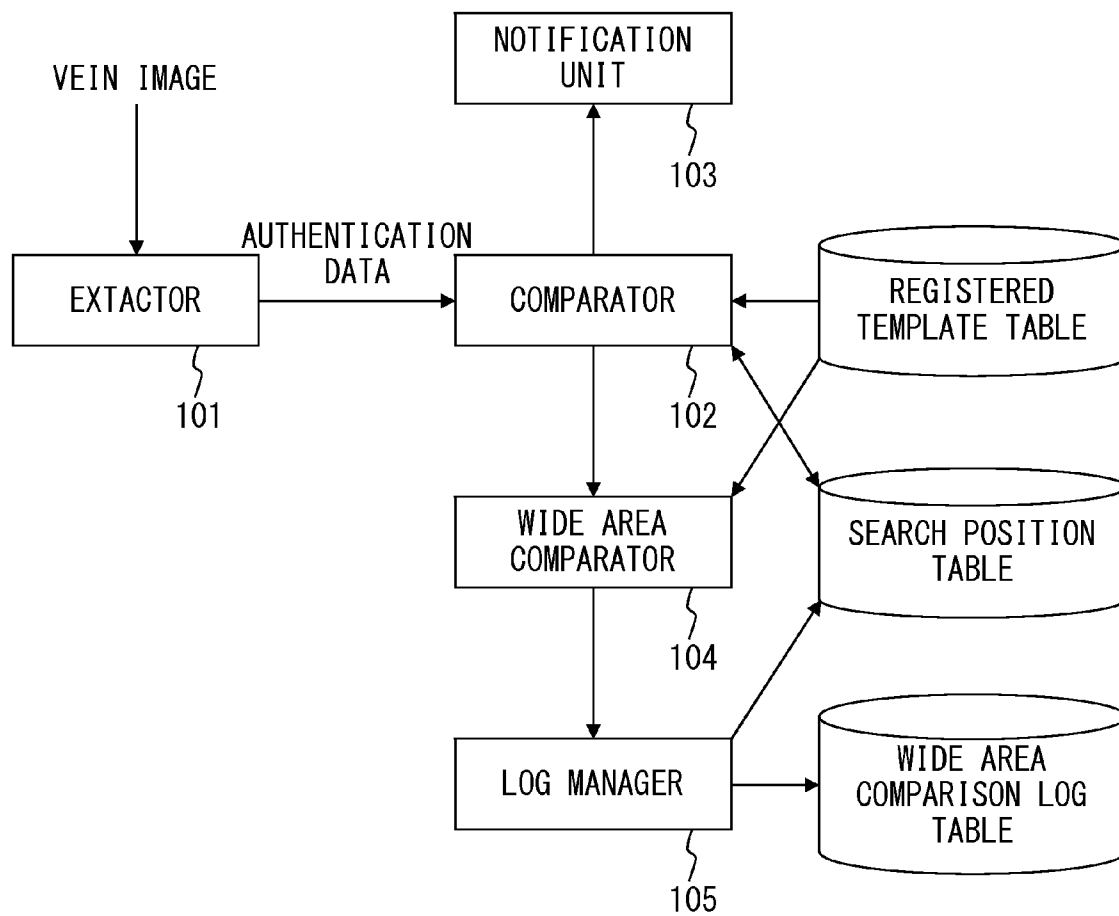 NOTIFICATION
UNIT
VEIN IMAGE
103
AUTHENTICATION
DATA
EXTACTOR
COMPARATOR
REGISTERED
TEMPLATE TABLE
101
102
WIDE AREA
COMPARATOR
SEARCH POSITION
TABLE
104
LOG MANAGER
WIDE AREA
COMPARISON LOG
TABLE
105